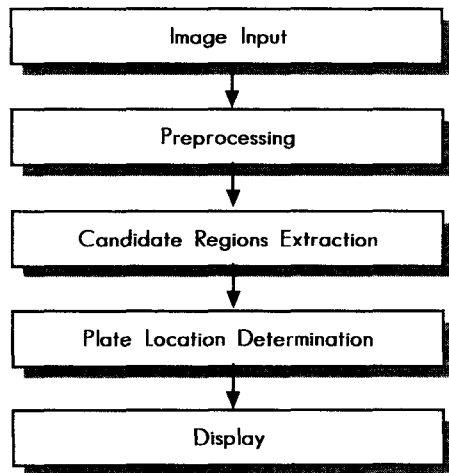 Image Input
Preprocessing
Candidate Regions Extraction
Plate Location Determination
Display